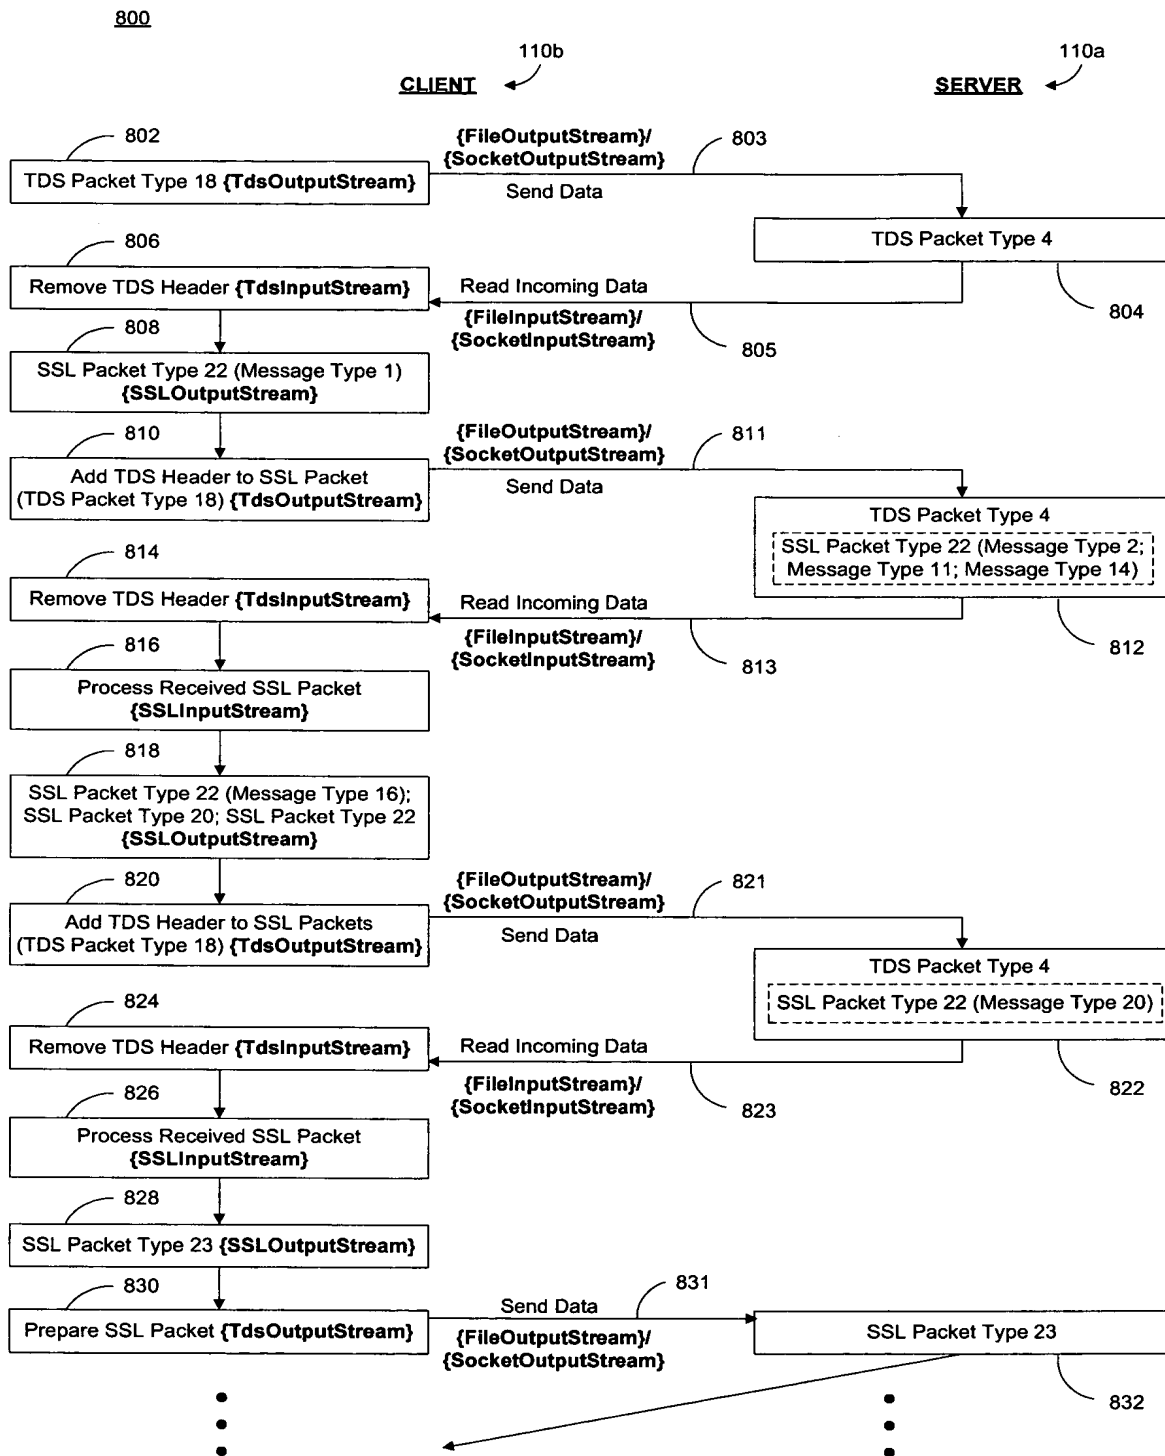 800
110b
110a
CLIENT
SERVER
802
{FileOutputStream}/
{SocketOutputStream}
803
TDS Packet Type 18 {TdsOutputStream}
Send Data
806
TDS Packet Type 4
Remove TDS Header {TdsInputStream}
Read Incoming Data
804
808
{FileInputStream}/
{SocketInputStream}
805
SSL Packet Type 22 (Message Type 1)
{SSLOutputStream}
810
{FileOutputStream}/
{SocketOutputStream}
811
Add TDS Header to SSL Packet
(TDS Packet Type 18) {TdsOutputStream}
Send Data
TDS Packet Type 4
SSL Packet Type 22 (Message Type 2;
Message Type 11; Message Type 14)
814
Remove TDS Header {TdsInputStream}
Read Incoming Data
{FileInputStream}/
{SocketInputStream}
813
812
816
Process Received SSL Packet
{SSLInputStream}
818
SSL Packet Type 22 (Message Type 16);
SSL Packet Type 20; SSL Packet Type 22
{SSLOutputStream}
820
{FileOutputStream}/
{SocketOutputStream}
821
Add TDS Header to SSL Packets
(TDS Packet Type 18) {TdsOutputStream}
Send Data
TDS Packet Type 4
SSL Packet Type 22 (Message Type 20)
824
Remove TDS Header {TdsInputStream}
Read Incoming Data
{FileInputStream}/
{SocketInputStream}
823
822
826
Process Received SSL Packet
{SSLInputStream}
828
SSL Packet Type 23 {SSLOutputStream}
830
831
Prepare SSL Packet {TdsOutputStream}
Send Data
{FileOutputStream}/
{SocketOutputStream}
SSL Packet Type 23
832